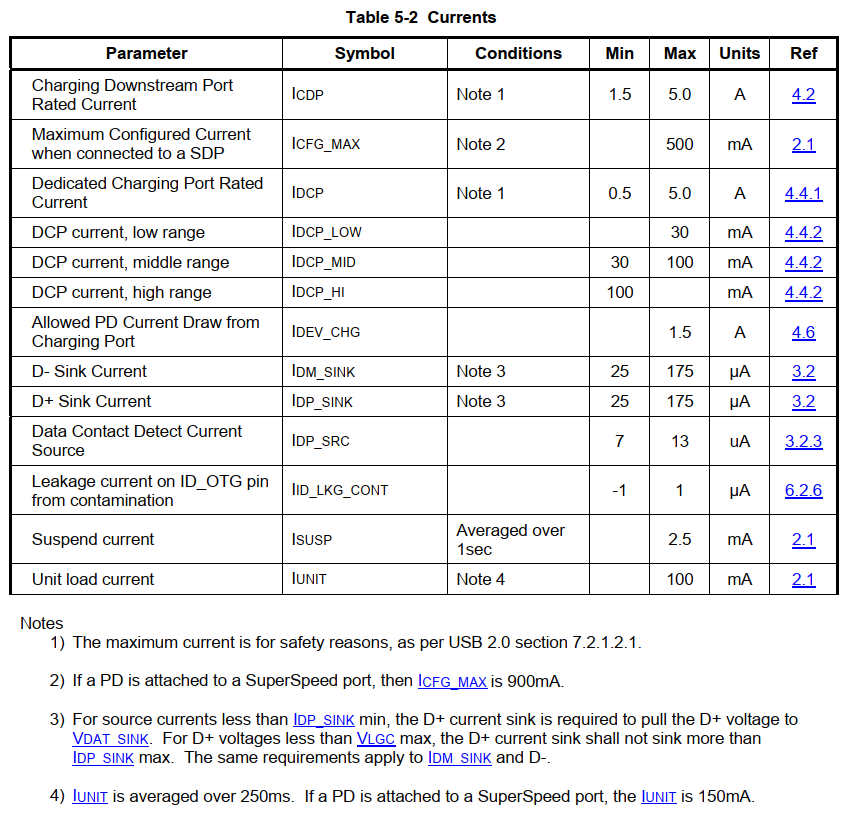 Table 5-2 Currents
Parameter Symbol Conditions Min Max Units Ref
Charging Downstream Port
Rated Current
ICDP Note 1 1.5 5.0 A 4.2
Maximum Configured Current
when connected to a SDP
ICFG_MAX Note 2 500 mA 2.1
Dedicated Charging Port Rated
Current
IDCP Note 1 0.5 5.0 A 4.4.1
DCP current, low range IDCP_LOW 30 mA 4.4.2
DCP current, middle range IDCP_MID 30 100 mA 4.4.2
DCP current, high range IDCP_HI 100 mA 4.4.2
Allowed PD Current Draw from
Charging Port
IDEV_CHG 1.5 A 4.6
D- Sink Current IDM_SINK Note 3 25 175 µA 3.2
D+ Sink Current IDP_SINK Note 3 25 175 µA 3.2
Data Contact Detect Current
Source
IDP_SRC 7 13 uA 3.2.3
Leakage current on ID_OTG pin
from contamination
IID_LKG_CONT -1 1 µA 6.2.6
Suspend current ISUSP Averaged over
1sec
2.5 mA 2.1
Unit load current IUNIT Note 4 100 mA 2.1
Notes
1) The maximum current is for safety reasons, as per USB 2.0 section 7.2.1.2.1.
2) If a PD is attached to a SuperSpeed port, then ICFG_MAX is 900mA.
3) For source currents less than IDP_SINK min, the D+ current sink is required to pull the D+ voltage to
VDAT_SINK. For D+ voltages less than VLGC max, the D+ current sink shall not sink more than
IDP_SINK max. The same requirements apply to IDM_SINK and D-.
4) IUNIT is averaged over 250ms. If a PD is attached to a SuperSpeed port, the IUNIT is 150mA.